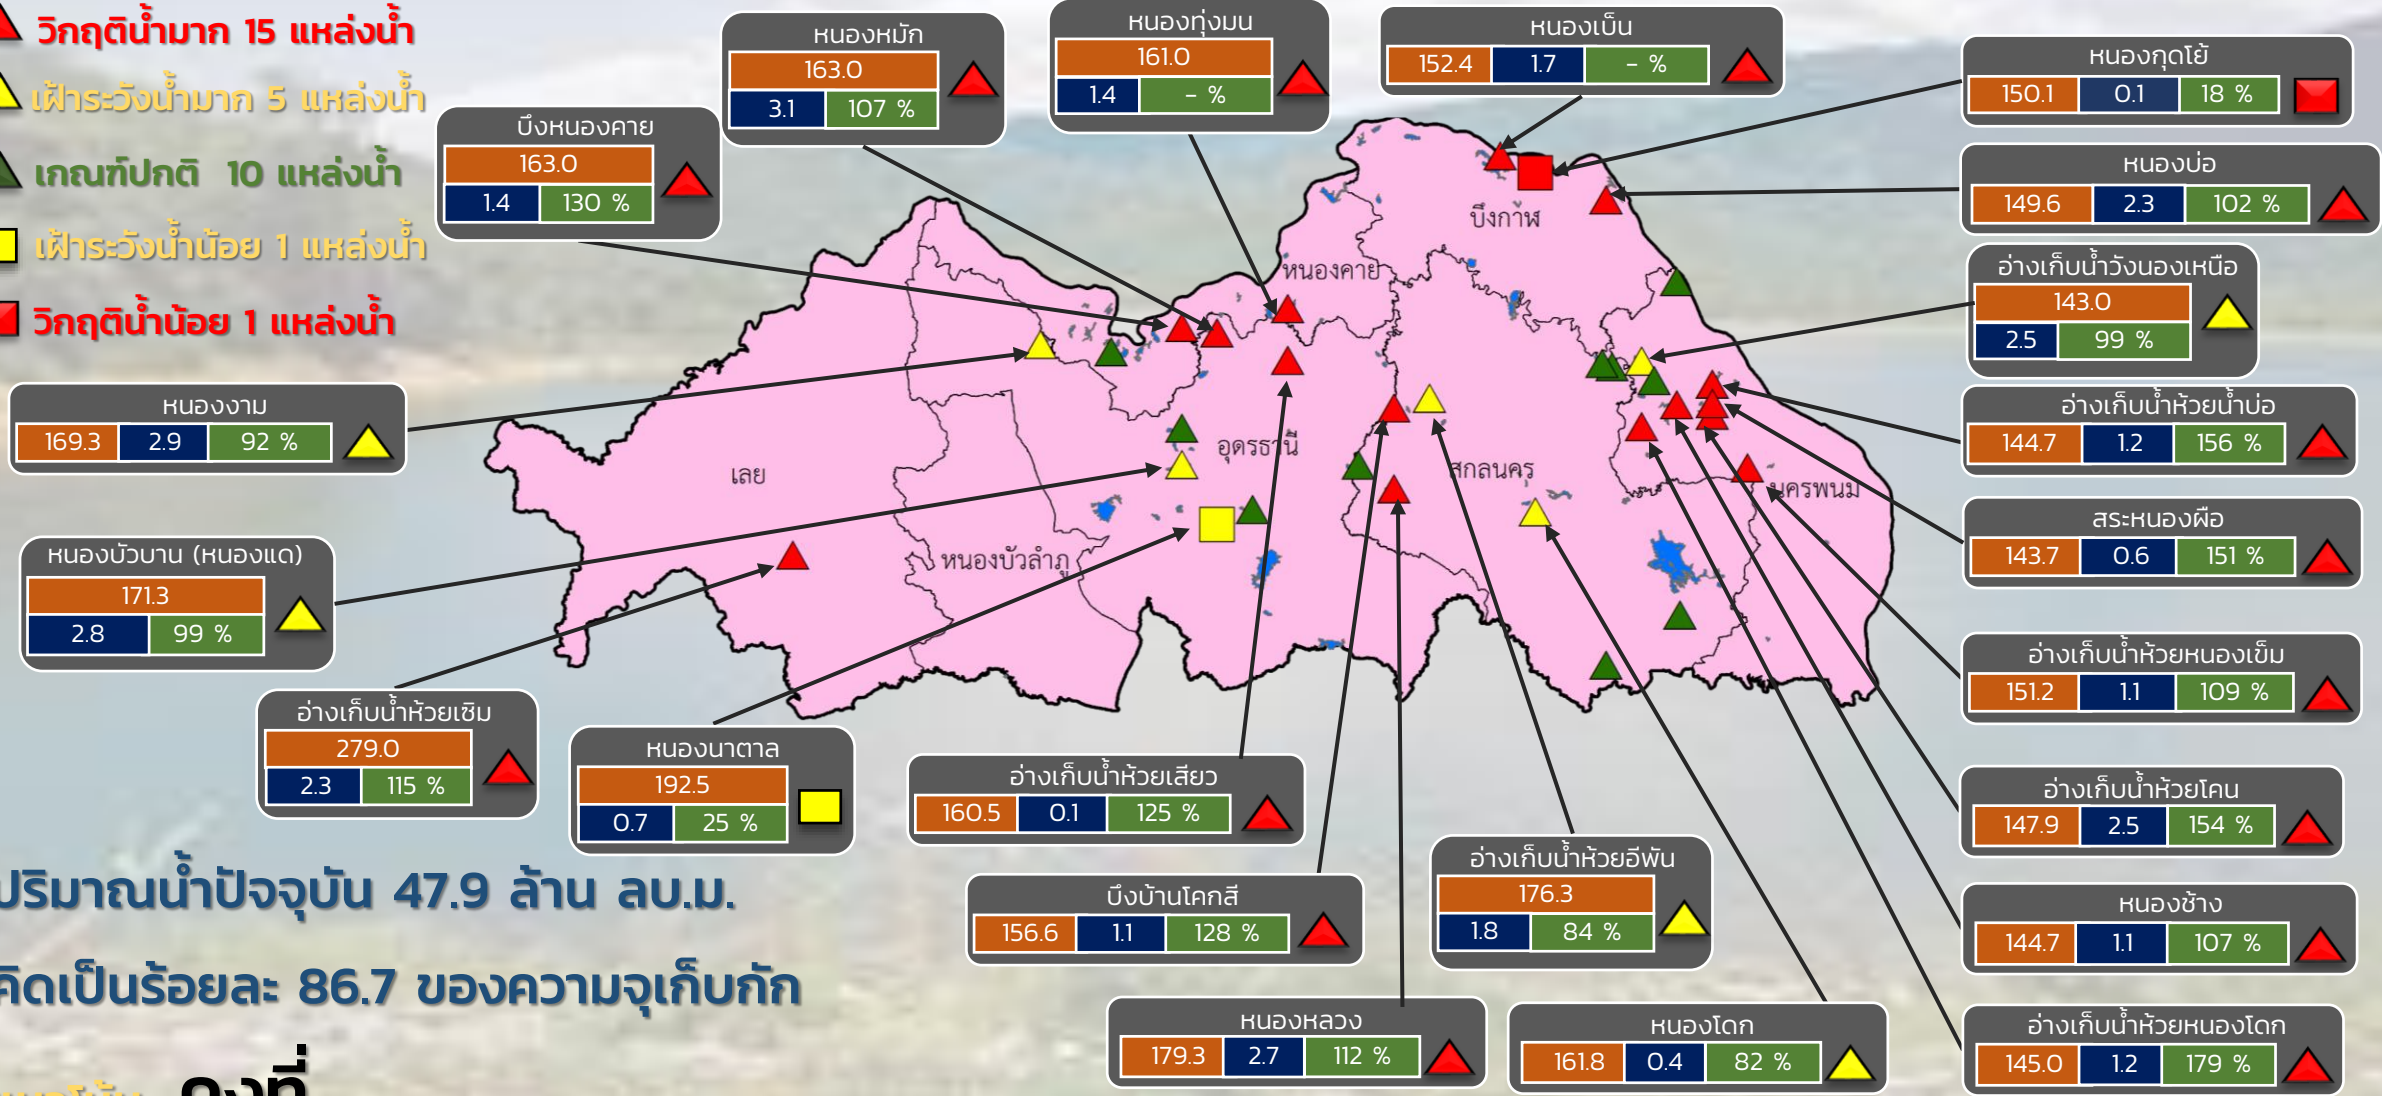 วิกฤติน้ำมาก 15 แหล่งน้ำ
เฝ้าระวังน้ำมาก 5 แหล่งน้ำ
เกณฑ์ปกติ 10 แหล่งน้ำ
เฝ้าระวังน้ำน้อย 1 แหล่งน้ำ
วิกฤติน้ำน้อย 1 แหล่งน้ำ
บึงหนองคาย
163.0
1.4 130 %
หนองหมัก
163.0
3.1 107 %
หนองทุ่งมน
161.0
1.4 - %
หนองเบ็น
152.4 1.7 - %
หนองกุดโย้
150.1 0.1 18 %
หนองบ่อ
149.6 2.3 102 %
อ่างเก็บน้ำวังนองเหนือ
143.0
2.5 99 %
อ่างเก็บน้ำห้วยน้ำบ่อ
144.7 1.2 156 %
สระหนองผือ
143.7 0.6 151 %
อ่างเก็บน้ำห้วยหนองเข็ม
151.2 1.1 109 %
อ่างเก็บน้ำห้วยโคน
147.9 2.5 154 %
หนองช้าง
144.7 1.1 107 %
อ่างเก็บน้ำห้วยหนองโดก
145.0 1.2 179 %
บึงกาฬ
หนองคาย
อุดรธานี
เลย
สกลนคร
นครพนม
หนองบัวลำภู
หนองงาม
169.3 2.9 92 %
หนองบัวบาน (หนองแด)
171.3
2.8 99 %
อ่างเก็บน้ำห้วยเซิม
279.0
2.3 115 %
หนองนาตาล
192.5
0.7 25 %
อ่างเก็บน้ำห้วยเสียว
160.5 0.1 125 %
บึงบ้านโคกสี
156.6 1.1 128 %
อ่างเก็บน้ำห้วยอีพัน
176.3
1.8 84 %
หนองหลวง
179.3 2.7 112 %
หนองโดก
161.8 0.4 82 %
ปริมาณน้ำปัจจุบัน 47.9 ล้าน ลบ.ม.
คิดเป็นร้อยละ 86.7 ของความจุเก็บกัก
คงที่